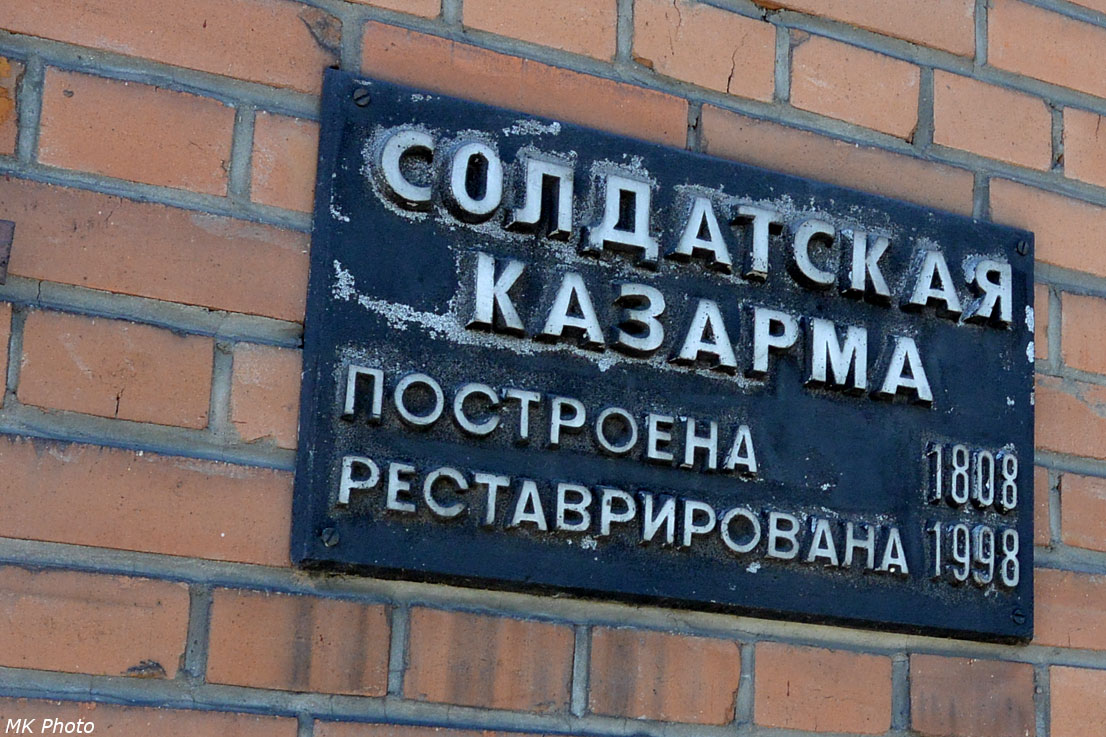 СОЛДАТСКАЯ
КАЗАРМА
ПОСТРОЕНА 1808
РЕСТАВРИРОВАНА 1998
MK Photo